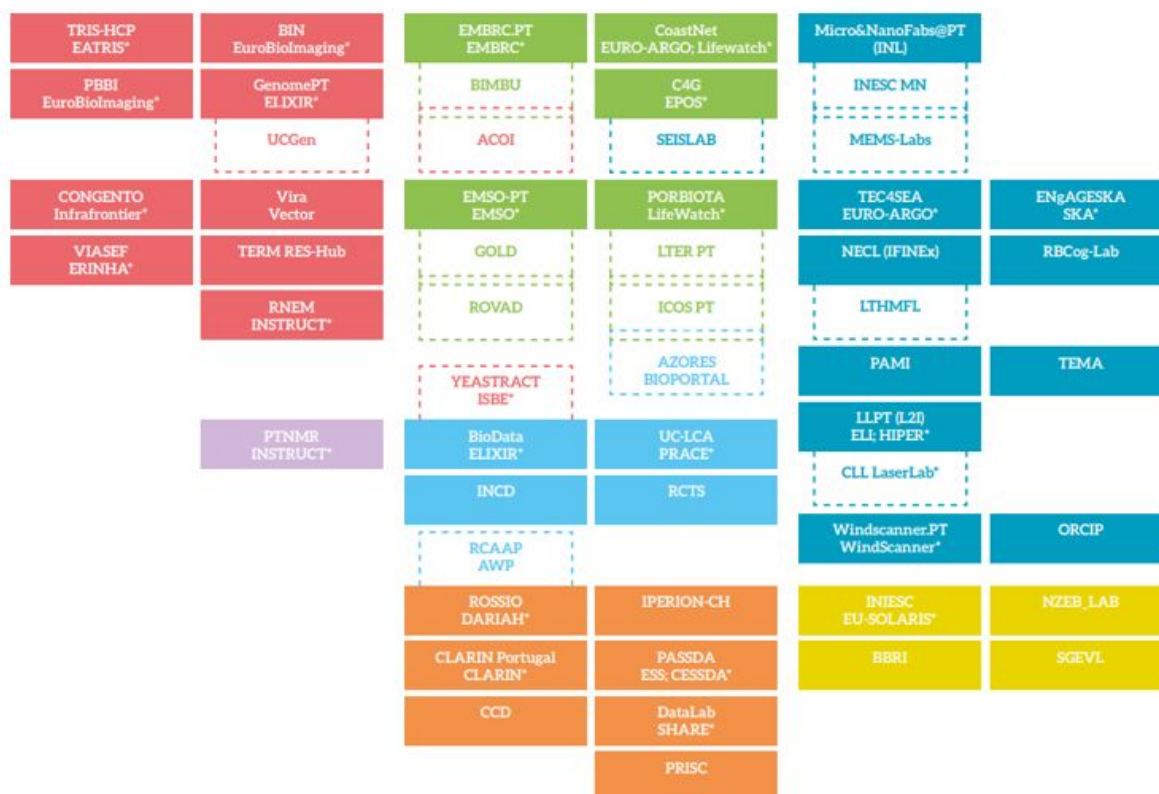 TRIS-HCP
EATRIS*
BIN
EuroBioImaging*
PBBI
EuroBioImaging*
GenomePT
ELIXIR*
UCGen
CONGENTO
Infrafrontier*
Vira
Vector
VIASEF
ERINHA*
TERM RES-Hub
RNEM
INSTRUCT*
PTNMR
INSTRUCT*
EMBRC.PT
EMBRC*
CoastNet
EURO-ARGO; Lifewatch*
BIMBU
C4G
EPOS*
ACOI
SEISLAB
EMSO-PT
EMSO*
PORBIOTA
LifeWatch*
GOLD
LTER PT
ROVAD
ICOS PT
AZORES
BIOPORTAL
YEASTRACT
ISBE*
BioData
ELIXIR*
UC-LCA
PRACE*
INCD
RCTS
RCAAP
AWP
ROSSIO
DARIAH*
IPERION-CH
CLARIN Portugal
CLARIN*
PASSDA
ESS; CESSDA*
CCD
DataLab
SHARE*
PRISC
Micro&NanoFabs@PT
(INL)
INESC MN
MEMS-Labs
TEC4SEA
EURO-ARGO*
ENgAGESKA
SKA*
NECL (IFINEx)
RBCog-Lab
LTHMFL
PAMI
TEMA
LLPT (L2I)
ELI; HIPER*
CLL LaserLab*
Windscanner.PT
WindScanner*
ORCIP
INIESC
EU-SOLARIS*
NZEB_LAB
BBRI
SGEVL